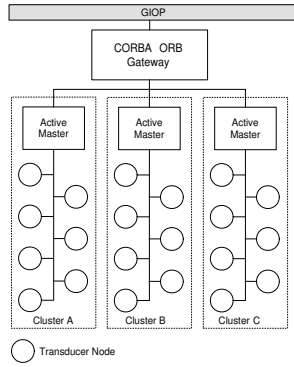 GIOP
CORBA ORB
Gateway
Active
Master
Active
Master
Active
Master
Cluster A
Cluster B
Cluster C
Transducer Node